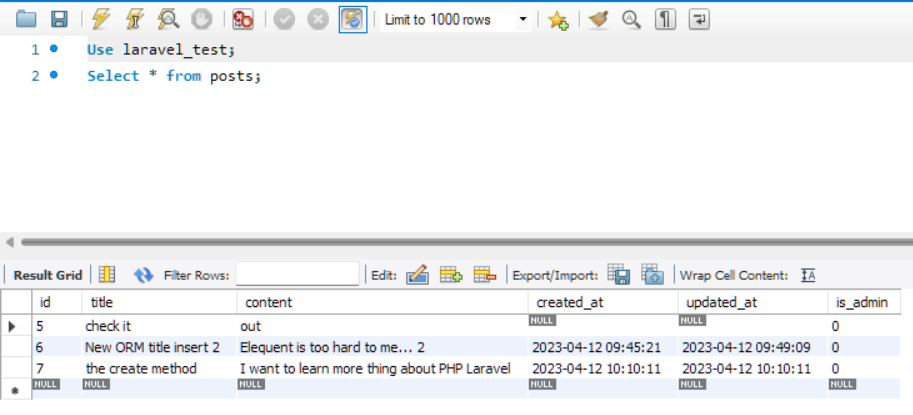 Limit to 1000 rows
1 Use laravel_test;
2 Select * from posts;
Result Grid Filter Rows: Edit: Export/Import: Wrap Cell Content:
id title content created_at updated_at is_admin
5 check it out NULL NULL 0
6 New ORM title insert 2 Elequent is too hard to me... 2 2023-04-12 09:45:21 2023-04-12 09:49:09 0
7 the create method I want to learn more thing about PHP Laravel 2023-04-12 10:10:11 2023-04-12 10:10:11 0
NULL NULL NULL NULL NULL NULL